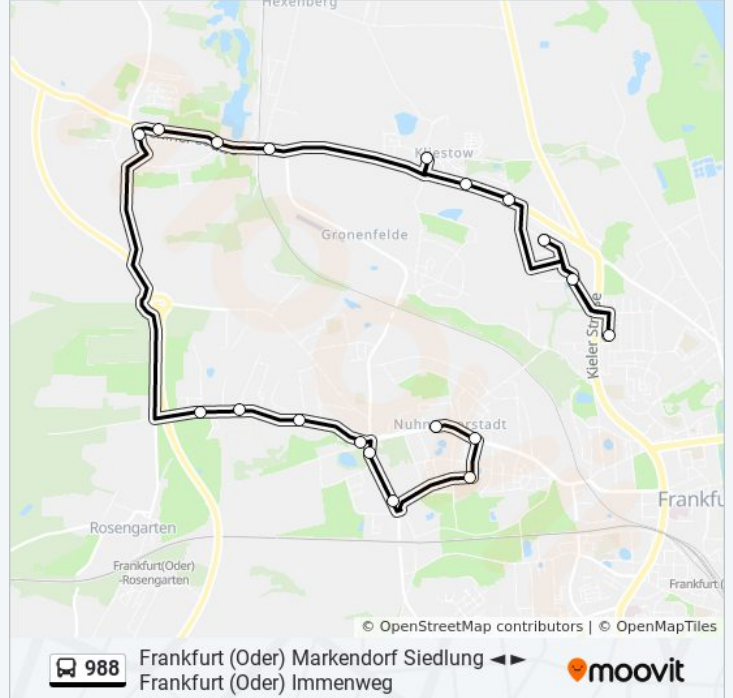 Hexenberg
Kliestow
Gronenfelde
Kieler Straße
Nuhnenvorstadt
Frankfu
Rosengarten
Frankfurt(Oder)
-Rosengarten
Frankfurt (
© OpenStreetMap contributors | © OpenMapTiles
988
Frankfurt (Oder) Markendorf Siedlung ◄►
Frankfurt (Oder) Immenweg
moovit